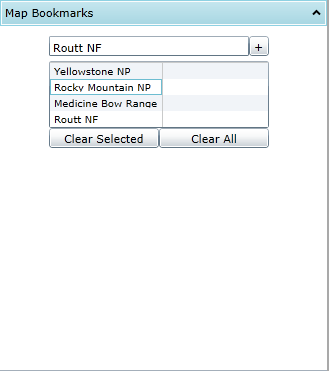 Map Bookmarks
Routt NF
+
Yellowstone NP
Rocky Mountain NP
Medicine Bow Range
Routt NF
Clear Selected Clear All